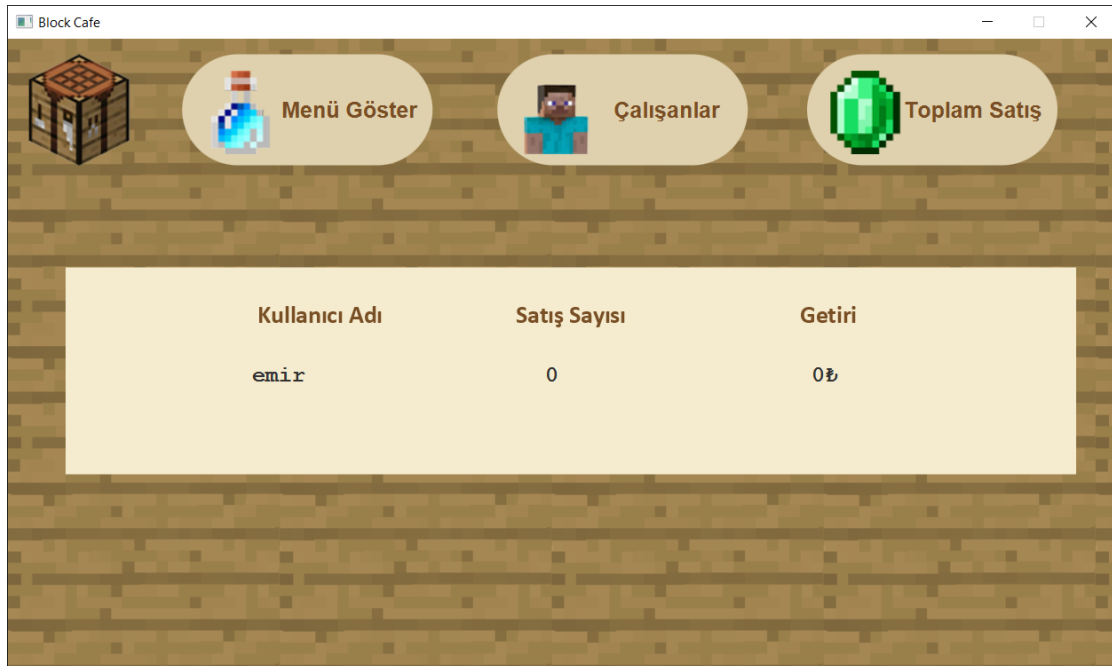 Block Cafe
Menü Göster
Çalışanlar
Toplam Satış
Kullanıcı Adı Satış Sayısı Getiri
emir 0 0₺